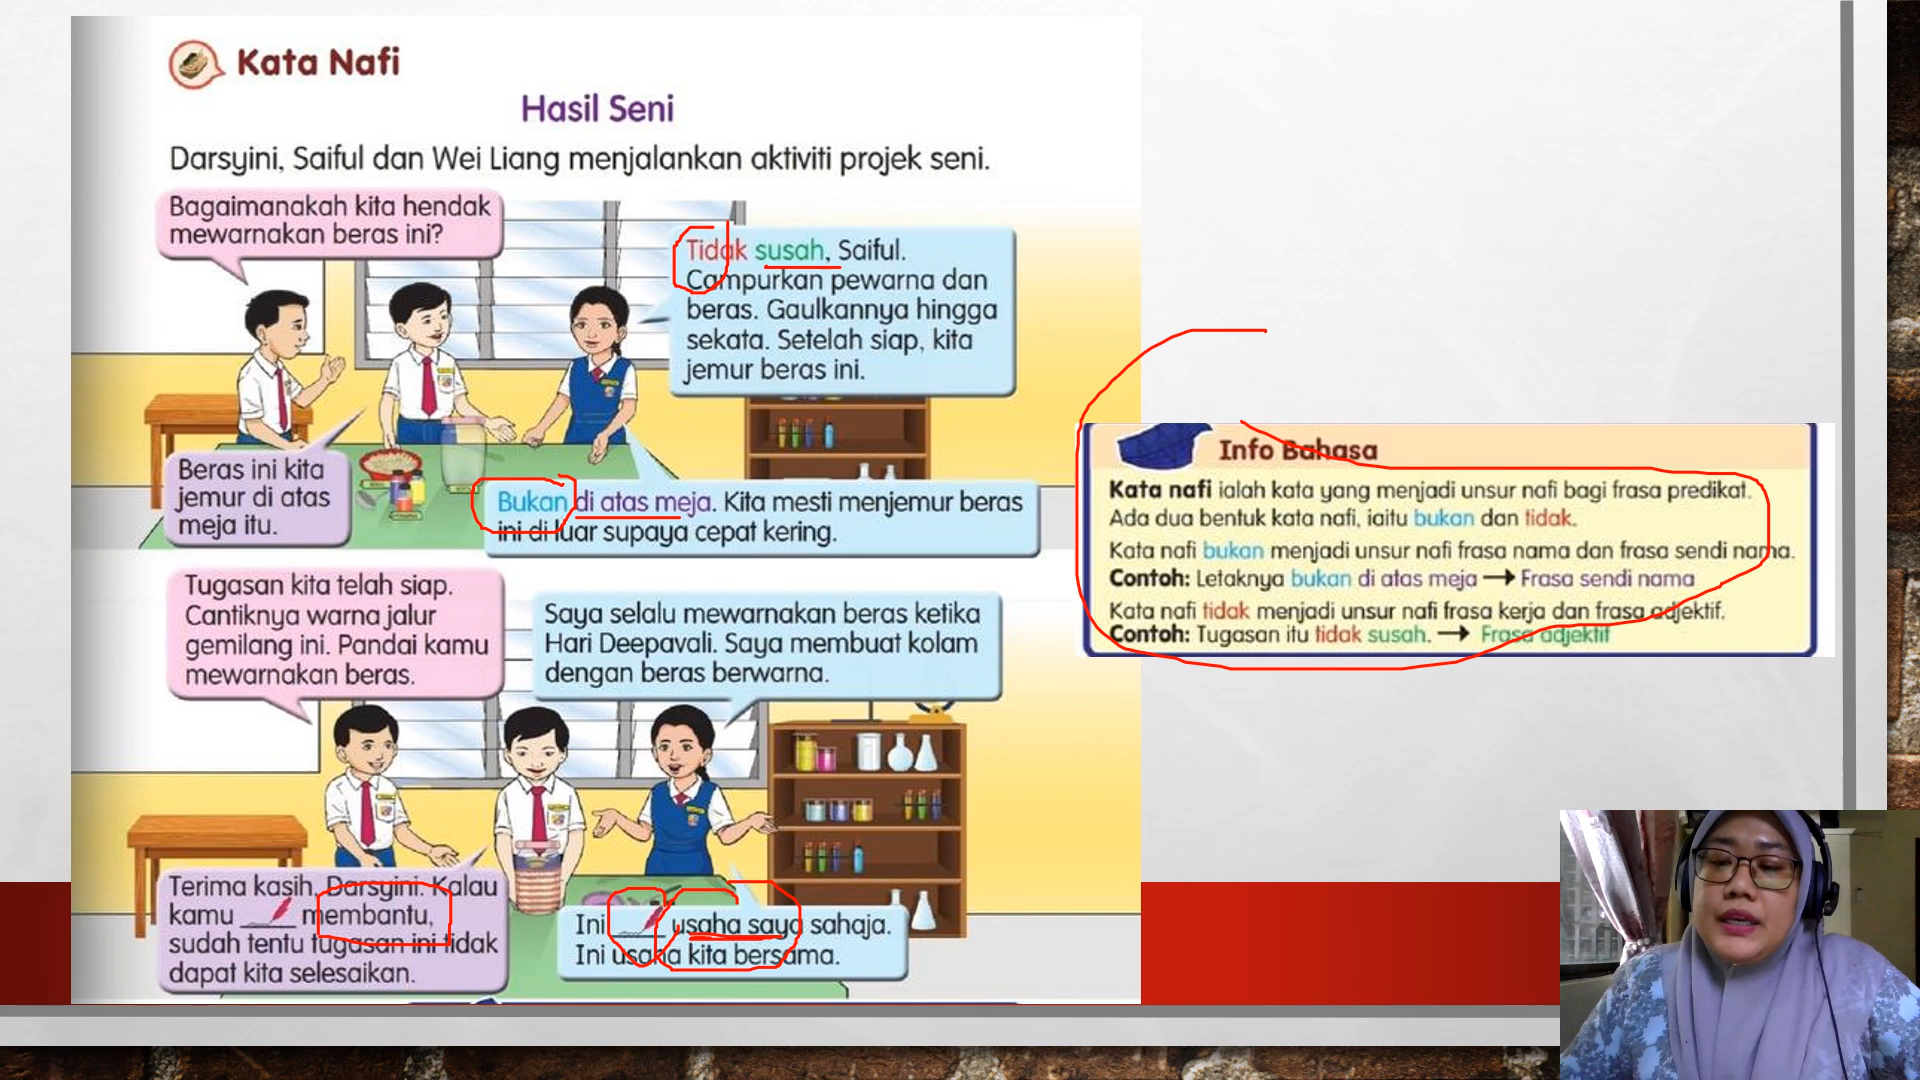 Kata Nafi
Hasil Seni
Darsyini, Saiful dan Wei Liang menjalankan aktiviti projek seni.
Bagaimanakah kita hendak
mewarnakan beras ini?
Tidak susah, Saiful.
Campurkan pewarna dan
beras. Gaulkannya hingga
sekata. Setelah siap, kita
jemur beras ini.
Beras ini kita
jemur di atas
meja itu.
Bukan di atas meja. Kita mesti menjemur beras
ini di luar supaya cepat kering.
Tugasan kita telah siap.
Cantiknya warna jalur
gemilang ini. Pandai kamu
mewarnakan beras.
Saya selalu mewarnakan beras ketika
Hari Deepavali. Saya membuat kolam
dengan beras berwarna.
Terima kasih, Darsyini. Kalau
kamu ____ membantu,
sudah tentu tugasan ini tidak
dapat kita selesaikan.
Ini ____ usaha saya sahaja.
Ini usaha kita bersama.
Info Bahasa
Kata nafi ialah kata yang menjadi unsur nafi bagi frasa predikat.
Ada dua bentuk kata nafi, iaitu bukan dan tidak.
Kata nafi bukan menjadi unsur nafi frasa nama dan frasa sendi nama.
Contoh: Letaknya bukan di atas meja → Frasa sendi nama
Kata nafi tidak menjadi unsur nafi frasa kerja dan frasa adjektif.
Contoh: Tugasan itu tidak susah. → Frasa adjektif